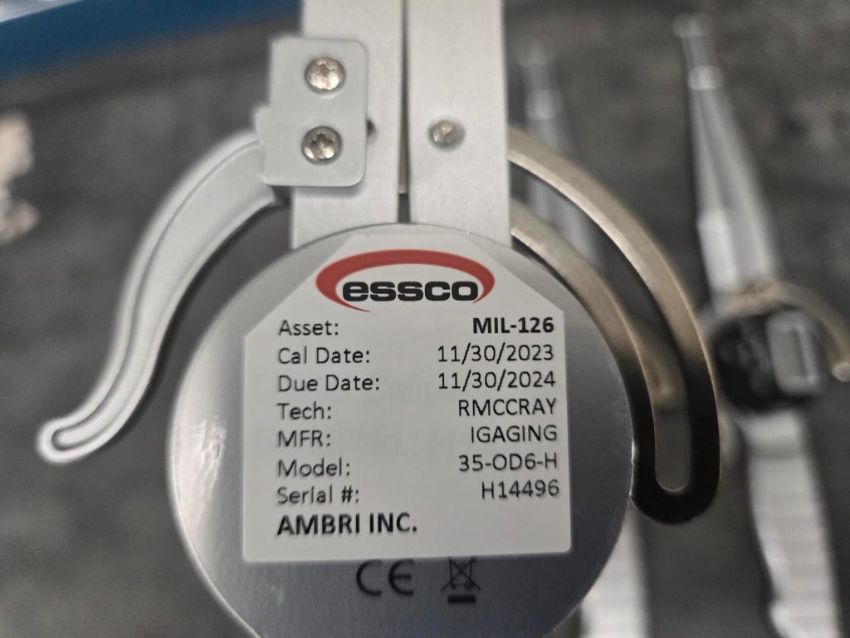 essco
Asset: MIL-126
Cal Date: 11/30/2023
Due Date: 11/30/2024
Tech: RMCCRAY
MFR: IGAGING
Model: 35-OD6-H
Serial #: H14496
AMBRI INC.
CE